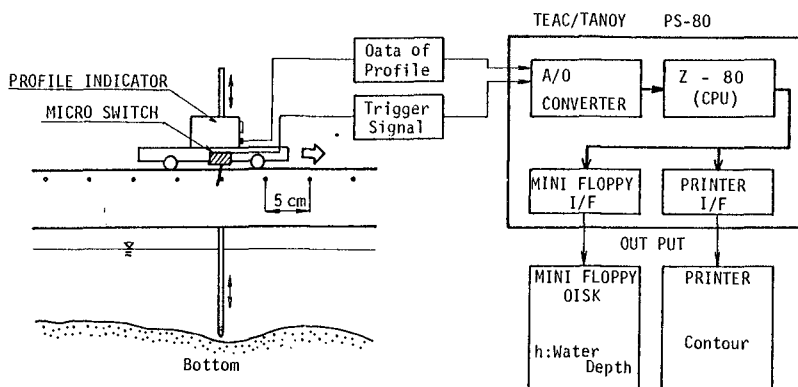 TEAC/TANOY PS-80
PROFILE INDICATOR
MICRO SWITCH
Oata of
Profile
Trigger
Signal
A/O
CONVERTER
Z - 80
(CPU)
5 cm
MINI FLOPPY
I/F
PRINTER
I/F
OUT PUT
MINI FLOPPY
OISK
h:Water
Depth
PRINTER
Contour
Bottom